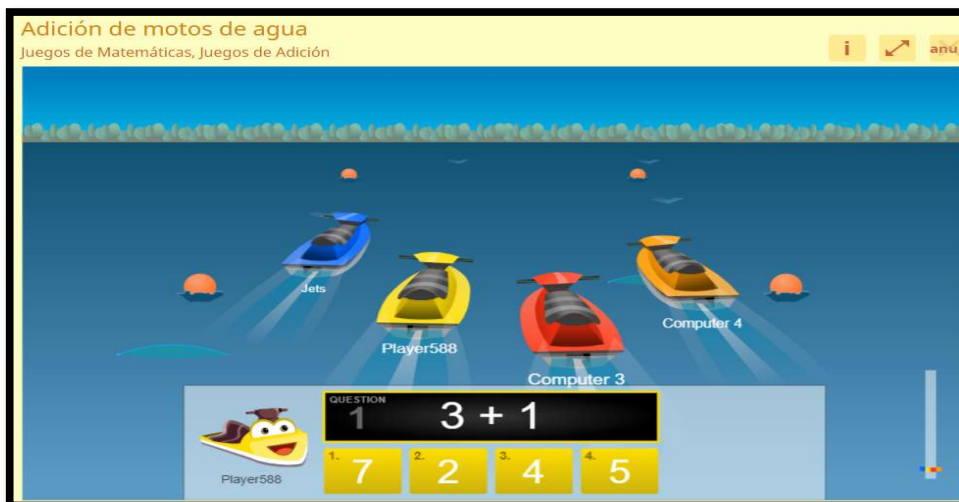 Adición de motos de agua
Juegos de Matemáticas, Juegos de Adición
i
anu
Jets
Player588
Computer 4
Computer 3
QUESTION
1
3 + 1
1. 7
2. 2
3. 4
4. 5
Player588